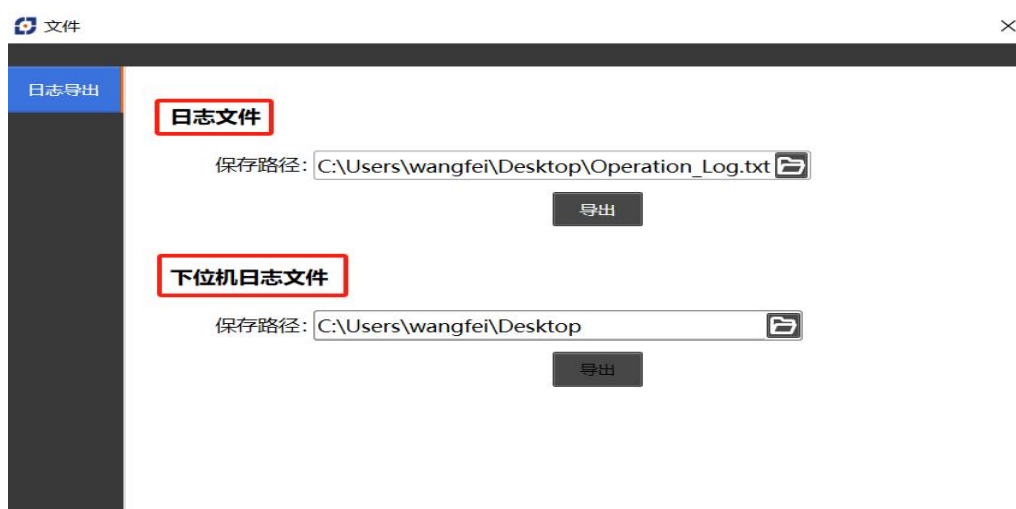 文件
日志导出
日志文件
保存路径: C:\Users\wangfei\Desktop\Operation_Log.txt
导出
下位机日志文件
保存路径: C:\Users\wangfei\Desktop
导出